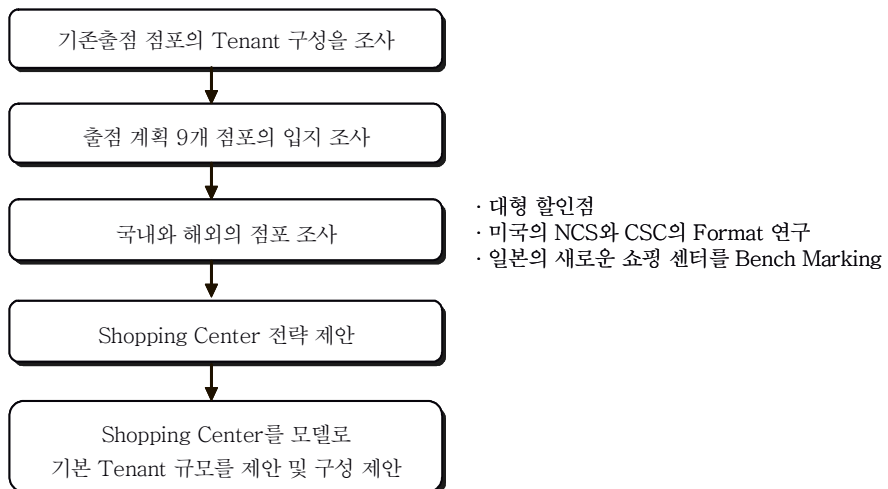 기존출점 점포의 Tenant 구성을 조사
출점 계획 9개 점포의 입지 조사
국내와 해외의 점포 조사
· 대형 할인점
· 미국의 NCS와 CSC의 Format 연구
· 일본의 새로운 쇼핑 센터를 Bench Marking
Shopping Center 전략 제안
Shopping Center를 모델로
기본 Tenant 규모를 제안 및 구성 제안